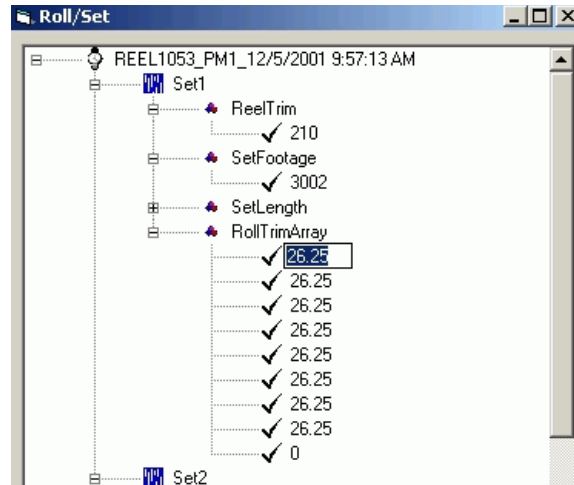 Roll/Set
REEL1053_PM1_12/5/2001 9:57:13 AM
Set1
ReelTrim
210
SetFootage
3002
SetLength
RollTrimArray
26.25
26.25
26.25
26.25
26.25
26.25
26.25
26.25
0
Set2